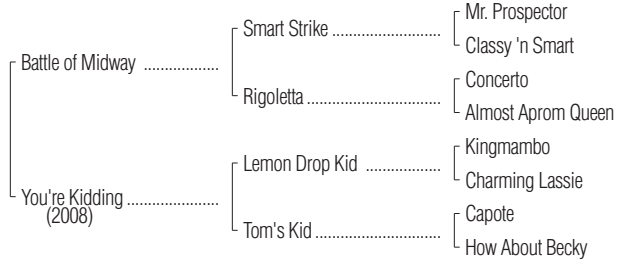 Mr. Prospector
Smart Strike ....................
Classy 'n Smart
Battle of Midway ...................
Concerto
Rigoletta.........................
Almost Aprom Queen
Kingmambo
Lemon Drop Kid ..............
Charming Lassie
You're Kidding .......................
(2008)
Capote
Tom's Kid.......................
How About Becky